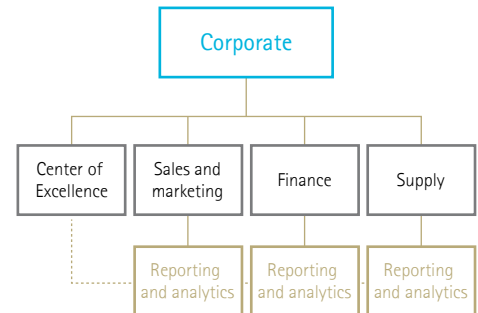 Corporate
Center of
Excellence
Sales and
marketing
Finance
Supply
Reporting
and analytics
Reporting
and analytics
Reporting
and analytics